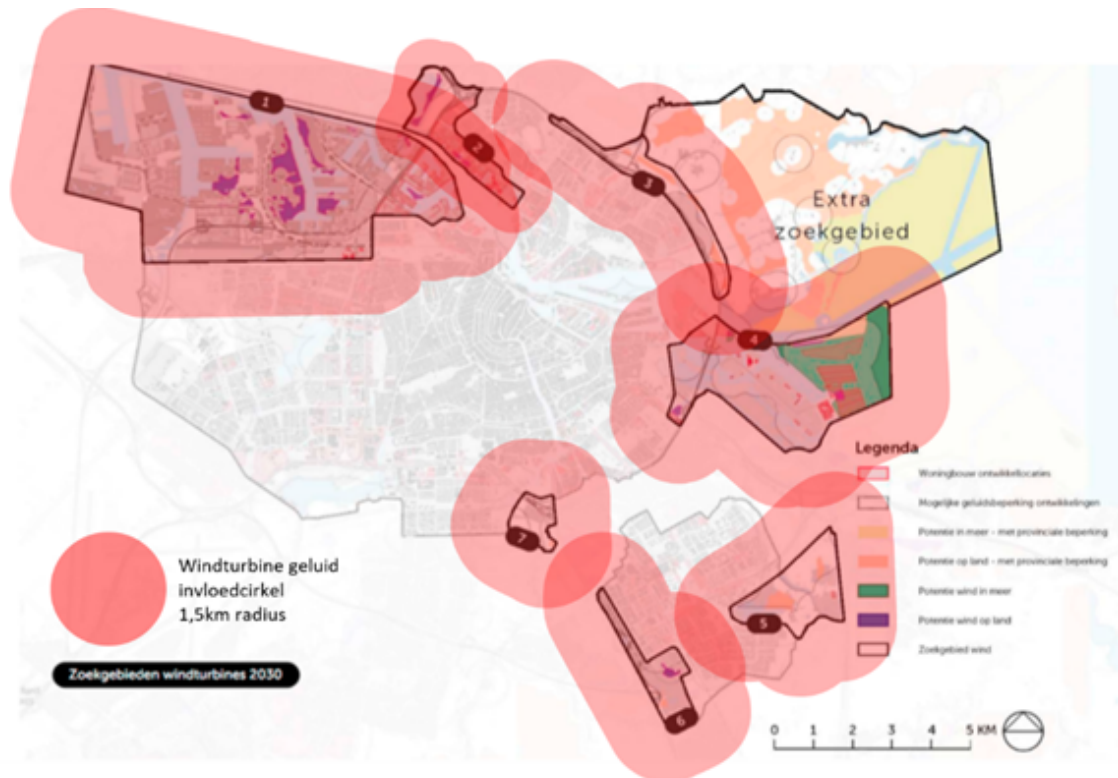 1
2
3
Extra
zoekgebied
4
Legenda
Woningbouw ontwikkellocaties
Mogelijke geluidsbeperking ontwikkelingen
Potentie in meer - met provinciale beperking
Potentie op land - met provinciale beperking
Potentie wind in meer
Potentie wind op land
Zoekgebied wind
7
Windturbine geluid
invloedcirkel
1,5km radius
5
Zoekgebieden windturbines 2030
6
0 1 2 3 4 5 KM